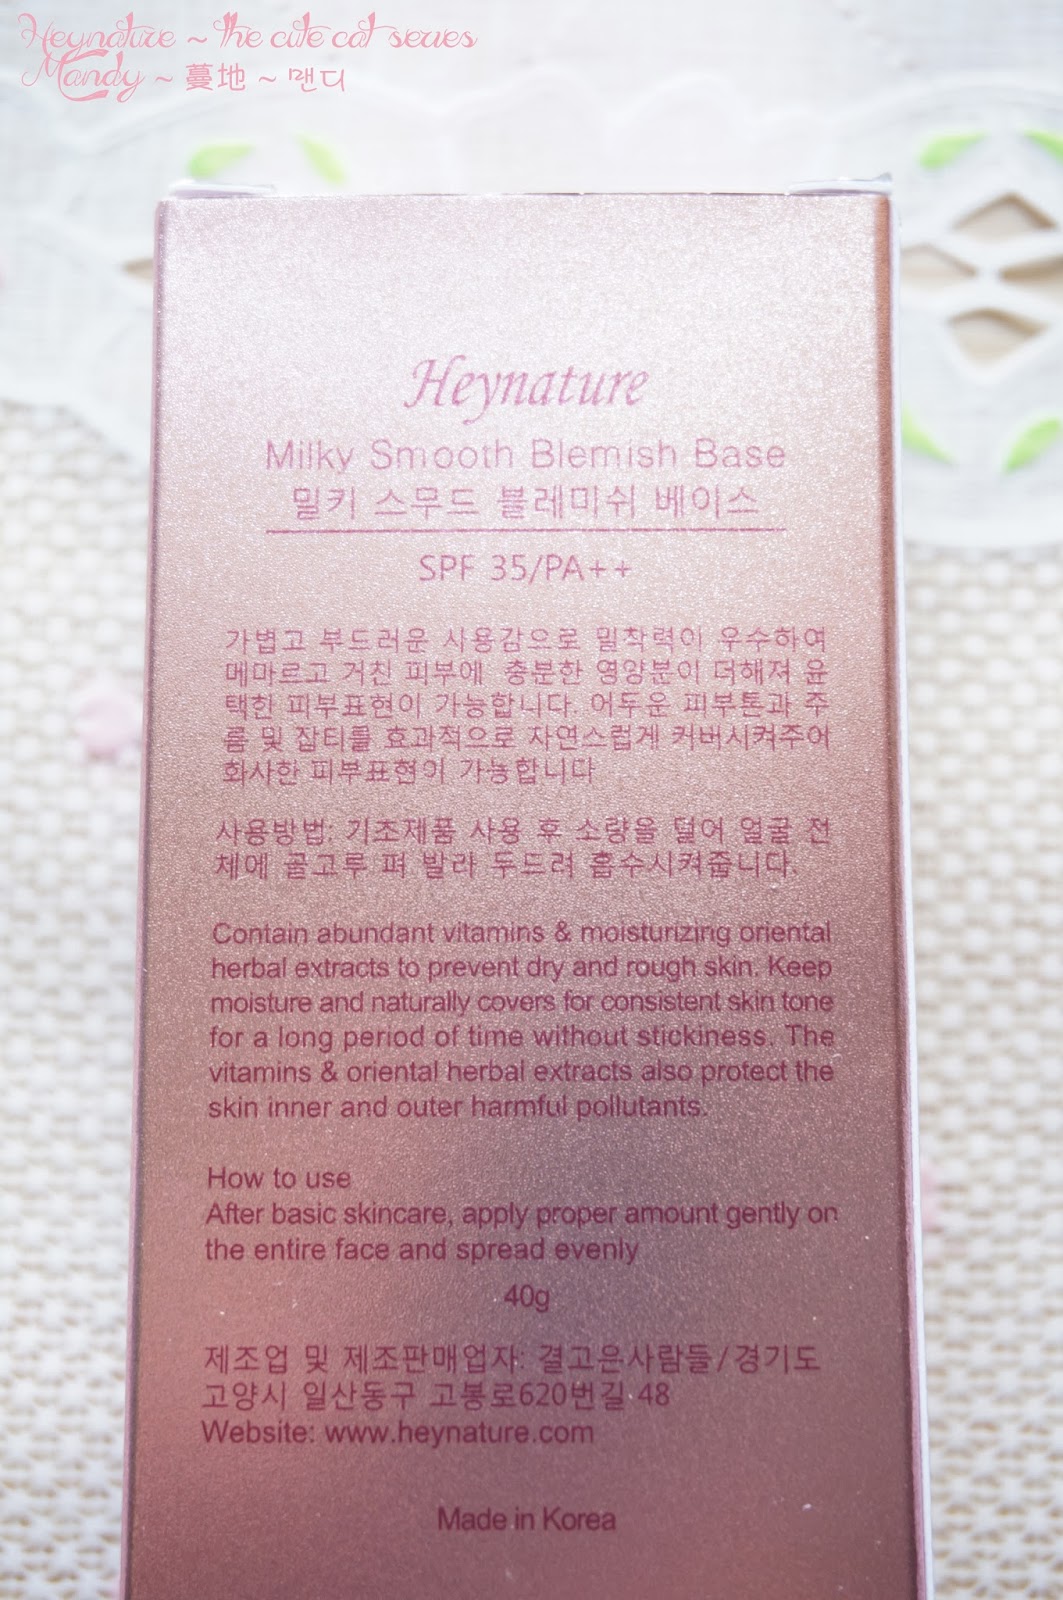 Heynature ~ the cute cat series
Mandy ~ 蔓地 ~ 맨디
Heynature
Milky Smooth Blemish Base
밀키 스무드 블레미쉬 베이스
SPF 35/PA++
가볍고 부드러운 사용감으로 밀착력이 우수하여
메마르고 거친 피부에 충분한 영양분이 더해져 윤
택한 피부표현이 가능합니다. 어두운 피부톤과 주
름 및 잡티를 효과적으로 자연스럽게 커버시켜주어
화사한 피부표현이 가능합니다
사용방법: 기초제품 사용 후 소량을 덜어 얼굴 전
체에 골고루 펴 발라 두드려 흡수시켜줍니다.
Contain abundant vitamins & moisturizing oriental
herbal extracts to prevent dry and rough skin. Keep
moisture and naturally covers for consistent skin tone
for a long period of time without stickiness. The
vitamins & oriental herbal extracts also protect the
skin inner and outer harmful pollutants.
How to use
After basic skincare, apply proper amount gently on
the entire face and spread evenly
40g
제조업 및 제조판매업자: 결고은사람들/경기도
고양시 일산동구 고봉로620번길 48
Website: www.heynature.com
Made in Korea